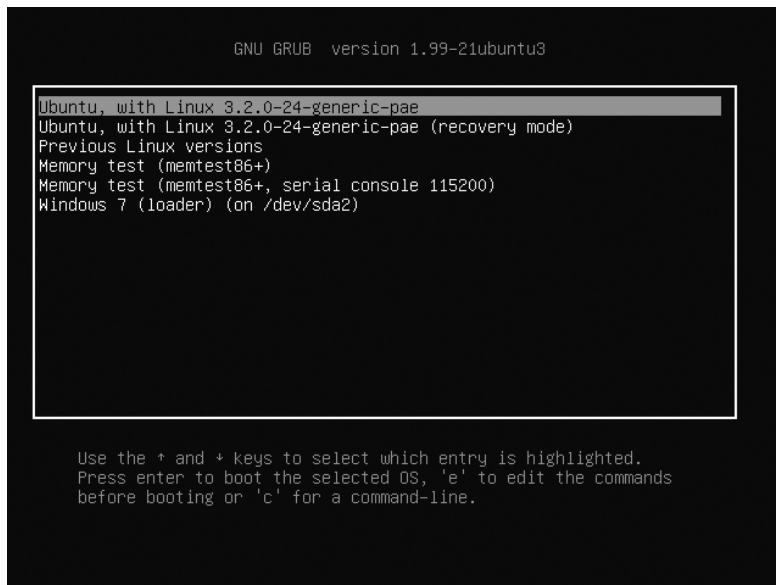 GNU GRUB  version 1.99-21ubuntu3
Ubuntu, with Linux 3.2.0-24-generic-pae
Ubuntu, with Linux 3.2.0-24-generic-pae (recovery mode)
Previous Linux versions
Memory test (memtest86+)
Memory test (memtest86+, serial console 115200)
Windows 7 (loader) (on /dev/sda2)
Use the ↑ and ↓ keys to select which entry is highlighted.
Press enter to boot the selected OS, 'e' to edit the commands
before booting or 'c' for a command-line.